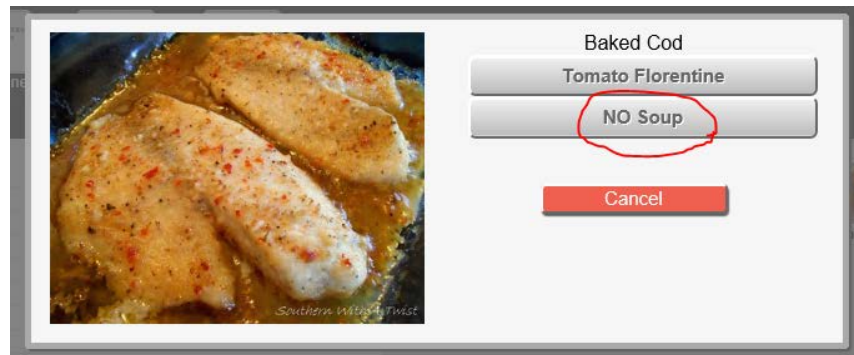 Baked Cod
Tomato Florentine
NO Soup
Cancel
Southern With A Twist